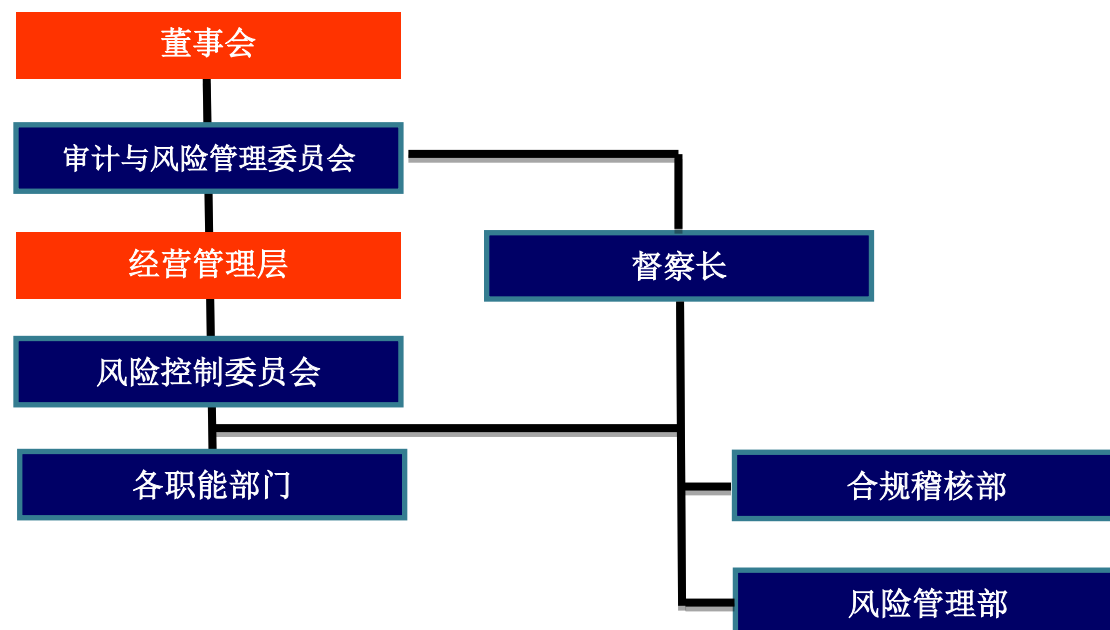 董事会
审计与风险管理委员会
经营管理层
督察长
风险控制委员会
各职能部门
合规稽核部
风险管理部